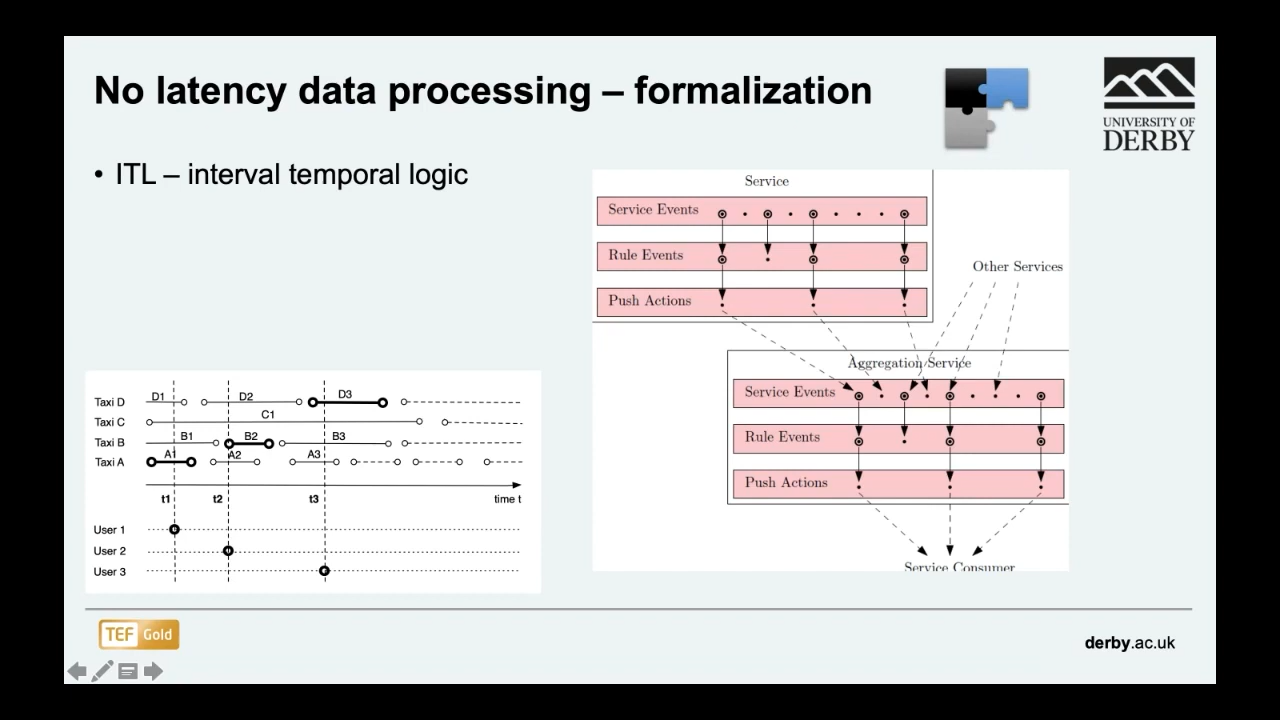 No latency data processing – formalization
UNIVERSITY OF
DERBY
• ITL – interval temporal logic
Service
Service Events
Rule Events
Push Actions
Other Services
Aggregation Service
Service Events
Rule Events
Push Actions
Service Consumer
Taxi D D1 D2 D3
Taxi C C1
Taxi B B1 B2 B3
Taxi A A1 A2 A3
t1 t2 t3 time t
User 1
User 2
User 3
TEF Gold
derby.ac.uk